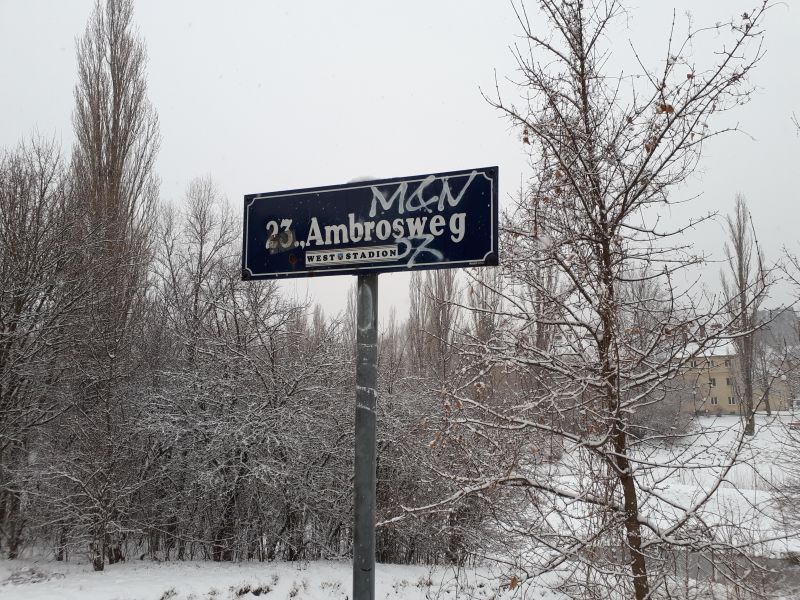 M&N
23., Ambrosweg
WEST STADION